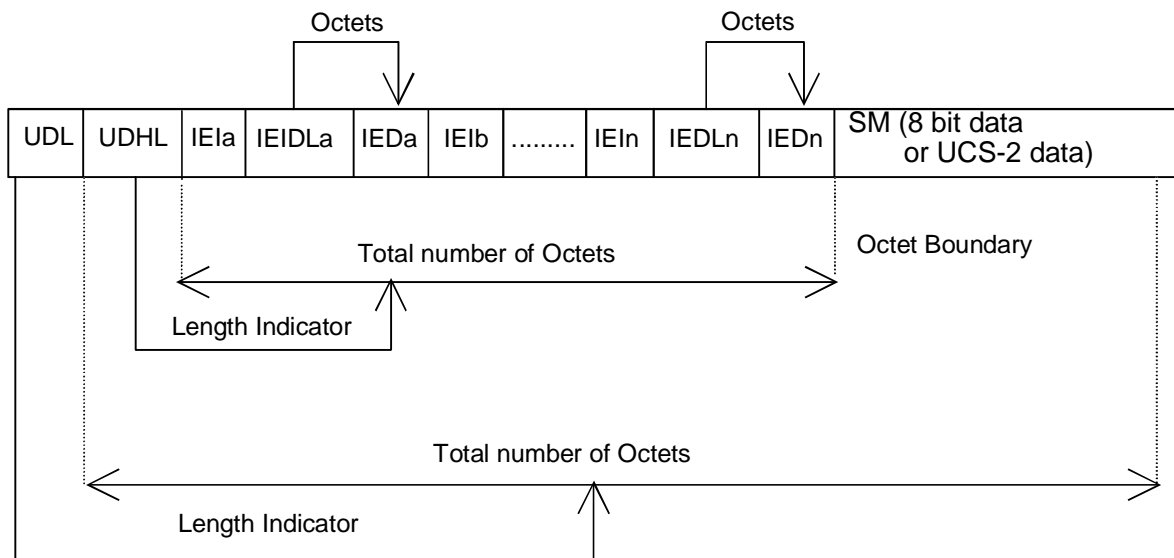 Octets
Octets
UDL
UDHL
IEIa
IEIDLa
IEDa
IEIb
.........
IEIn
IEDLn
IEDn
SM (8 bit data
or UCS-2 data)
Total number of Octets
Octet Boundary
Length Indicator
Total number of Octets
Length Indicator